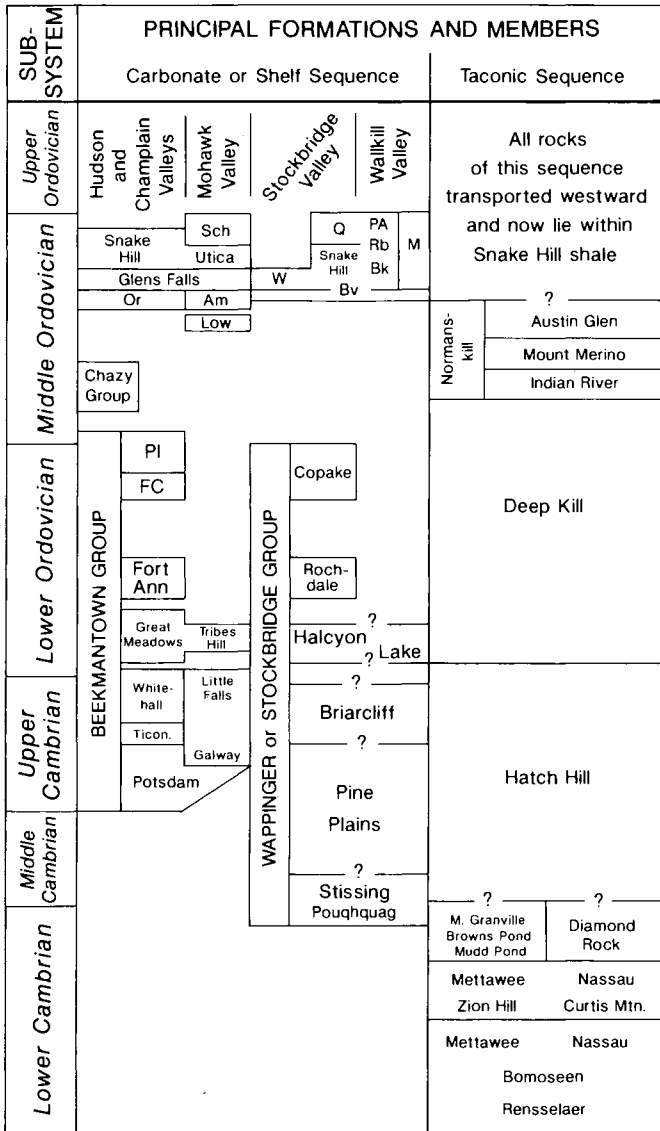 SUB-
SYSTEM
PRINCIPAL FORMATIONS AND MEMBERS
Carbonate or Shelf Sequence
Taconic Sequence
Upper
Ordovician
Hudson
and
Champlain
Valleys
Mohawk
Valley
Stockbridge
Valley
Wallkill
Valley
All rocks
of this sequence
transported westward
and now lie within
Snake Hill shale
Middle Ordovician
Snake
Hill
Sch
Utica
Glens Falls
Or
Am
Low
W
Q
Snake
Hill
PA
Rb
Bk
M
Bv
Chazy
Group
?
Normans-
kill
Austin Glen
Mount Merino
Indian River
Lower Ordovician
BEEKMANTOWN GROUP
PI
FC
Fort
Ann
Great
Meadows
Tribes
Hill
WAPPINGER or STOCKBRIDGE GROUP
Copake
Roch-
dale
?
Halcyon
Lake
?
Deep Kill
Upper
Cambrian
White-
hall
Ticon.
Potsdam
Little
Falls
Galway
?
Briarcliff
?
Pine
Plains
Hatch Hill
Middle
Cambrian
?
Stissing
Pouqhquag
? ?
Lower Cambrian
M. Granville
Browns Pond
Mudd Pond
Diamond
Rock
Mettawee Nassau
Zion Hill Curtis Mtn.
Mettawee Nassau
Bomoseen
Rensselaer